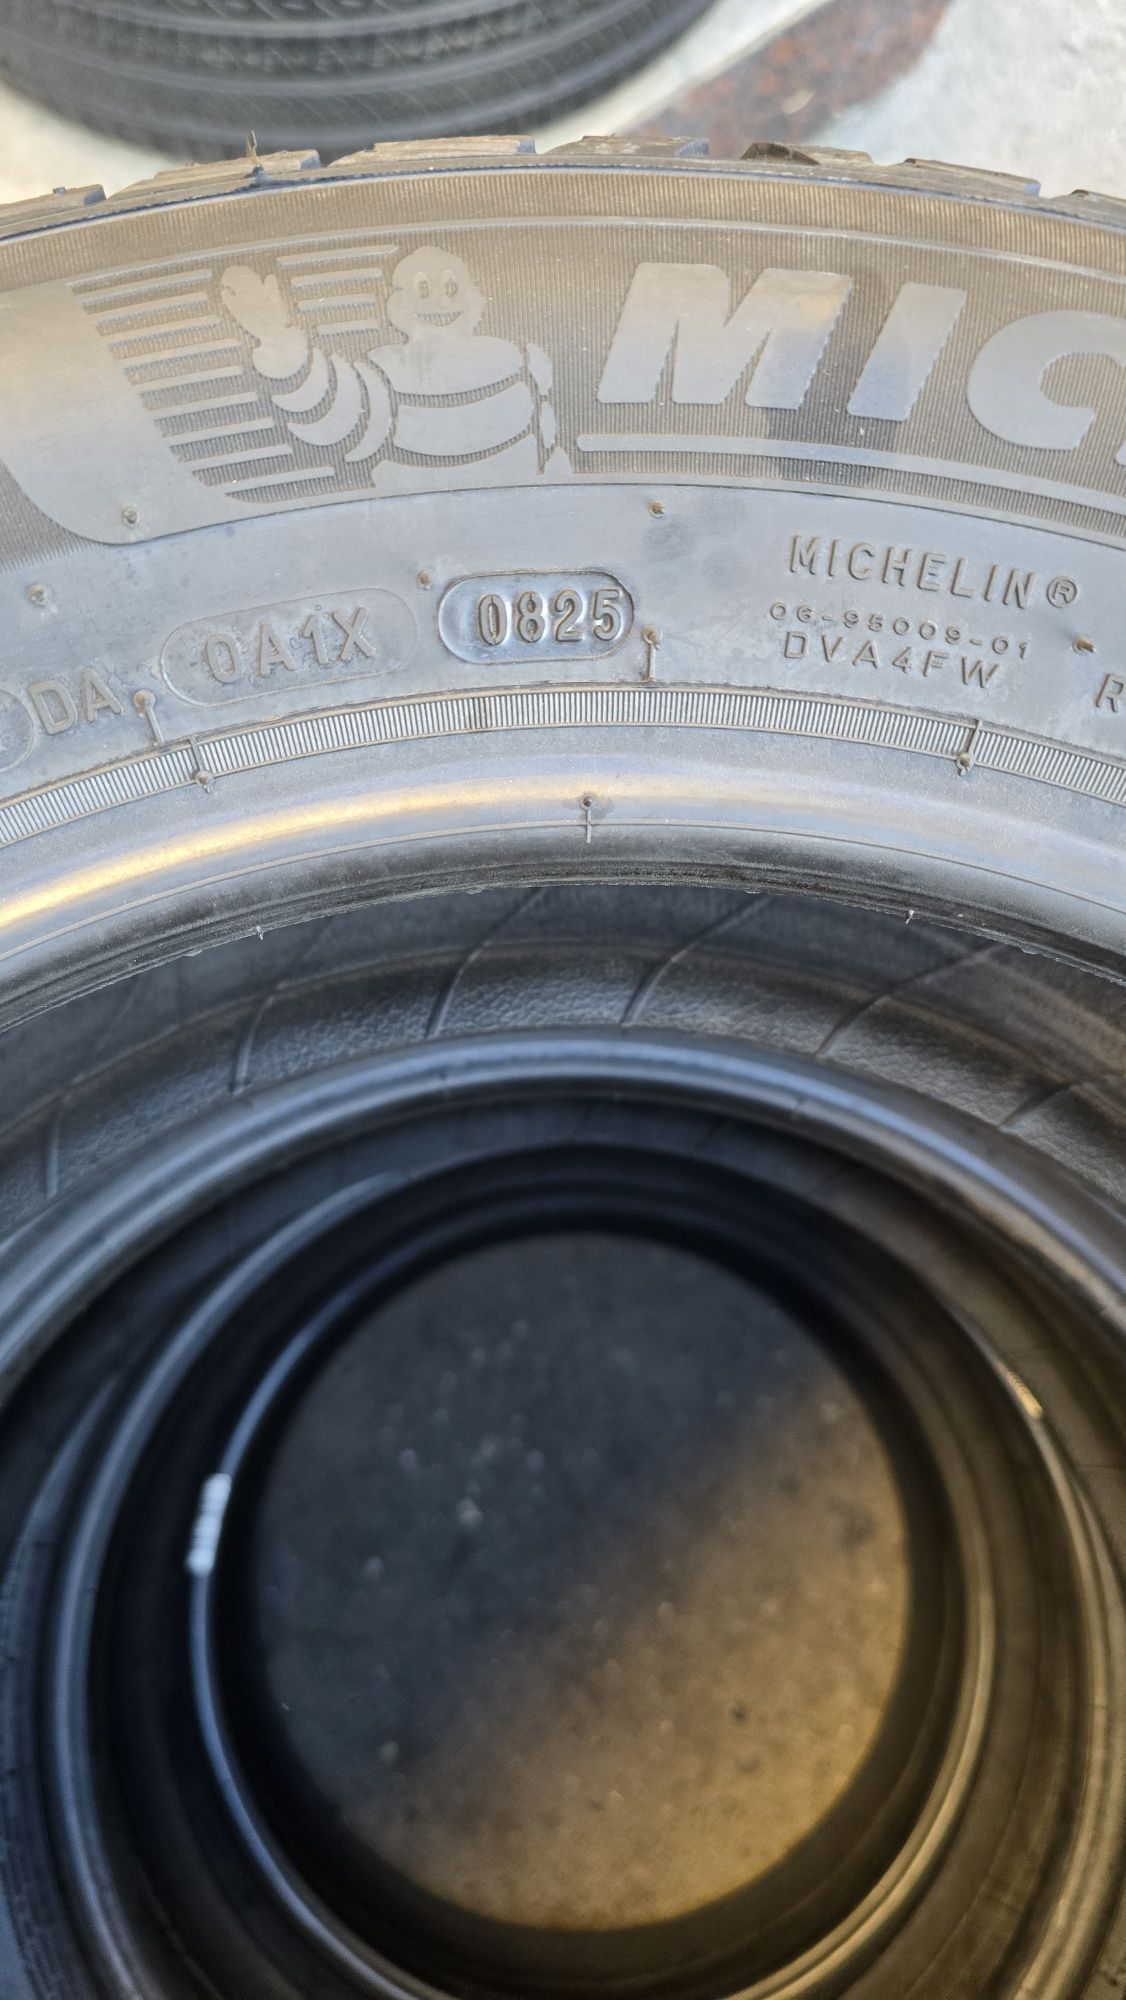 MIC
DA 0A1X 0825
MICHELIN®
06-95009-01
DVA4FW
R